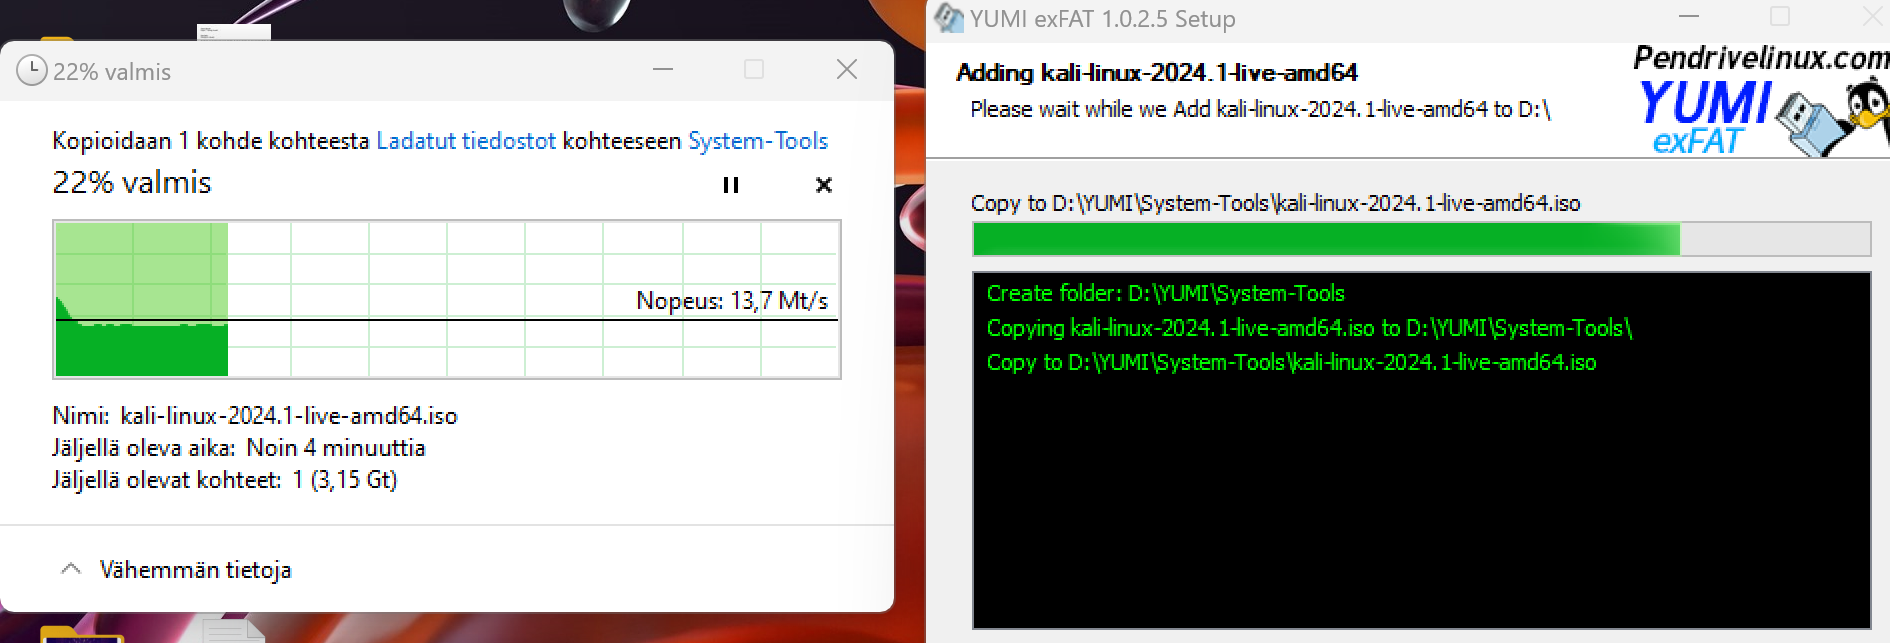 22% valmis
Kopioidaan 1 kohde kohteesta Ladatut tiedostot kohteeseen System-Tools
22% valmis
Nopeus: 13,7 Mt/s
Nimi: kali-linux-2024.1-live-amd64.iso
Jäljellä oleva aika: Noin 4 minuuttia
Jäljellä olevat kohteet: 1 (3,15 Gt)
Vähemmän tietoja
YUMI exFAT 1.0.2.5 Setup
Adding kali-linux-2024.1-live-amd64
Please wait while we Add kali-linux-2024.1-live-amd64 to D:\
Pendrivelinux.com
YUMI
exFAT
Copy to D:\YUMI\System-Tools\kali-linux-2024.1-live-amd64.iso
Create folder: D:\YUMI\System-Tools
Copying kali-linux-2024.1-live-amd64.iso to D:\YUMI\System-Tools\
Copy to D:\YUMI\System-Tools\kali-linux-2024.1-live-amd64.iso